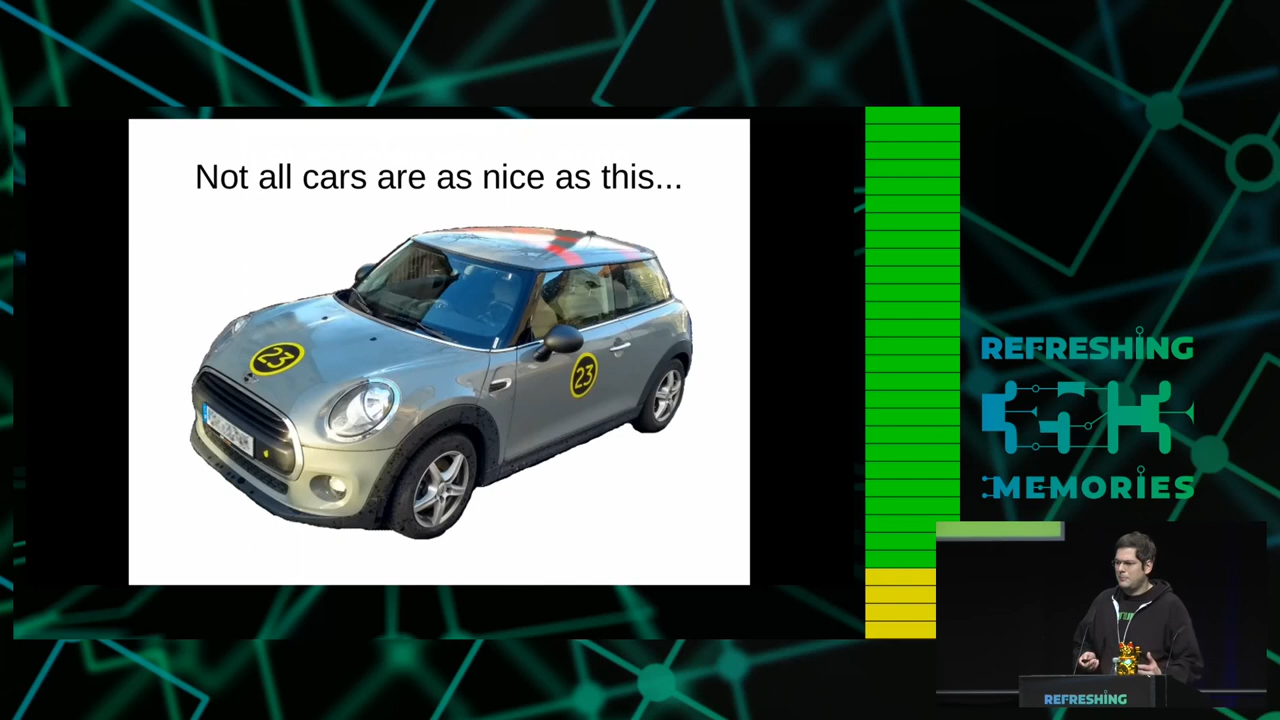 Not all cars are as nice as this...
23
23
REFRESHING
MEMORIES
REFRESHING